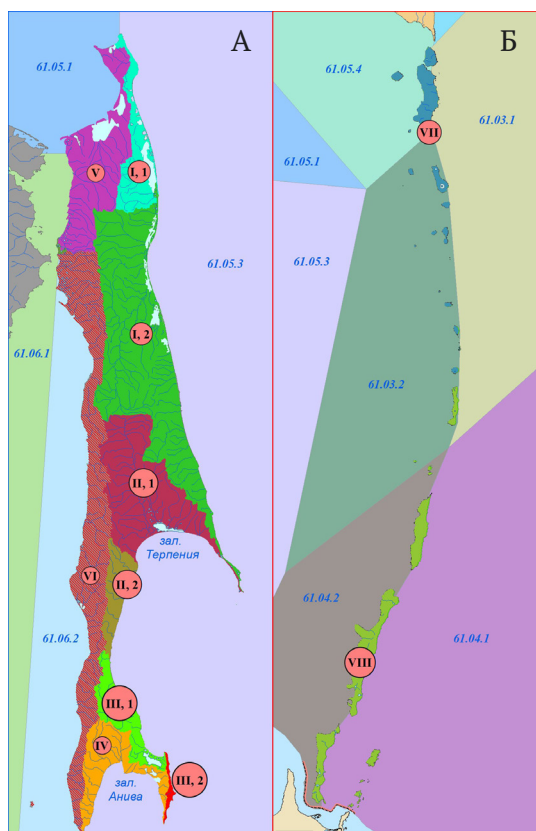 А
61.05.1
V
I, 1
61.05.3
I, 2
61.06.1
II, 1
зал.
Терпения
VI
II, 2
61.06.2
III, 1
IV
III, 2
зал.
Анива
Б
61.05.4
61.03.1
VII
61.05.1
61.05.3
61.03.2
61.04.2
61.04.1
VIII